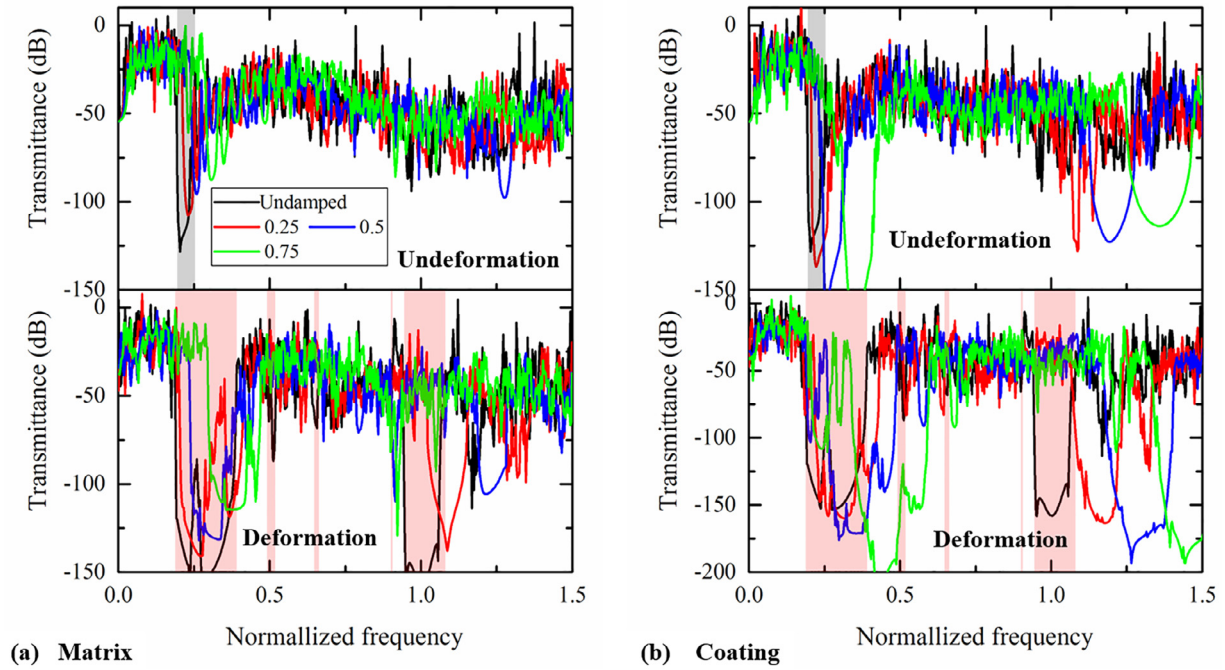 0
-50
-100
-150
Transmittance (dB)
Undamped
0.25
0.5
0.75
Undeformation
0
-50
-100
-150
Transmittance (dB)
Deformation
0.0
0.5
1.0
1.5
Normallized frequency
(a) Matrix
0
-50
-100
-150
Transmittance (dB)
Undeformation
0
-50
-100
-150
-200
Transmittance (dB)
Deformation
0.0
0.5
1.0
1.5
Normallized frequency
(b) Coating